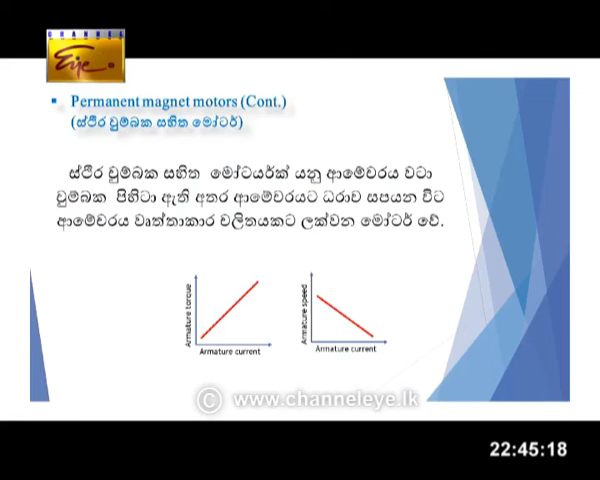 CHANNEL
Eye
Permanent magnet motors (Cont.)
(ස්ථිර චුම්බක සහිත මෝටර්)
ස්ථිර චුම්බක සහිත මෝටයර්ක් යනු ආමේචරය වටා
චුම්බක පිහිටා ඇති අතර ආමේචරයට ධරාව සපයන විට
ආමේචරය වෘත්තාකාර චලිතයකට ලක්වන මෝටර් වේ.
Armature torque
Armature current
Armature speed
Armature current
© www.channeleye.lk
22:45:18